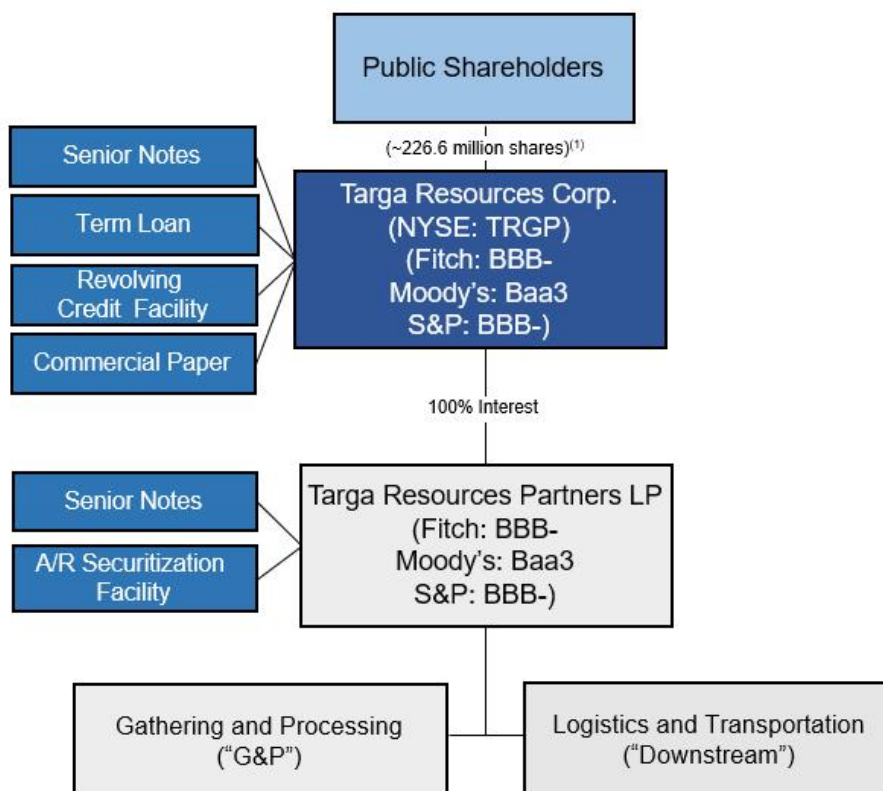 Public Shareholders
(~226.6 million shares)(1)
Senior Notes
Term Loan
Revolving
Credit Facility
Commercial Paper
Targa Resources Corp.
(NYSE: TRGP)
(Fitch: BBB-
Moody's: Baa3
S&P: BBB-)
100% Interest
Senior Notes
A/R Securitization
Facility
Targa Resources Partners LP
(Fitch: BBB-
Moody's: Baa3
S&P: BBB-)
Gathering and Processing
("G&P")
Logistics and Transportation
("Downstream")